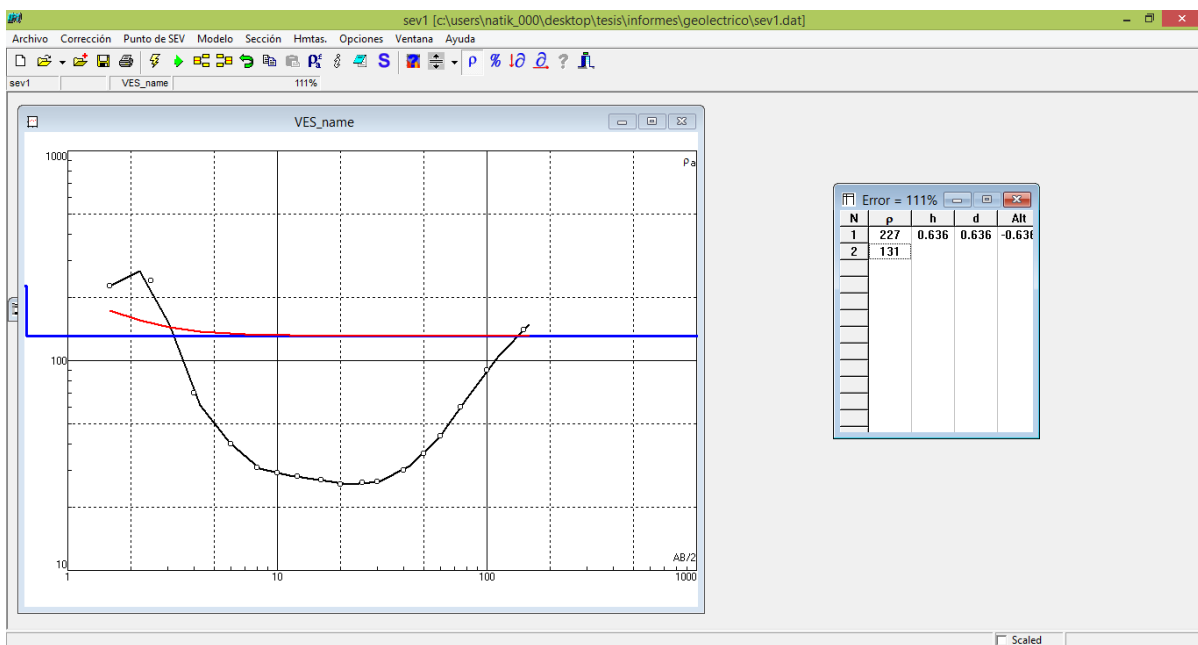 sev1 [c:\users\natik_000\desktop\tesis\informes\geolectrico\sev1.dat]
Archivo Corrección Punto de SEV Modelo Sección Hmtas. Opciones Ventana Ayuda
S ρ % ?
sev1 VES_name 111%
VES_name
1000
ρa
100
10
AB/2
1 10 100 1000
Error = 111%
N ρ h d Alt
1 227 0.636 0.636 -0.636
2 131
Scaled